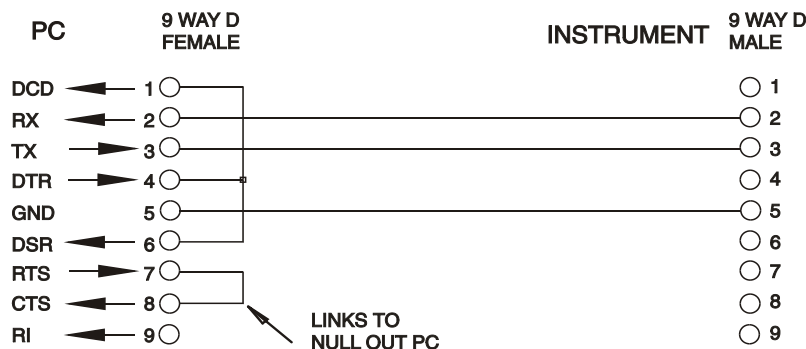 PC
9 WAY D
FEMALE
INSTRUMENT
9 WAY D
MALE
DCD 1 1
RX 2 2
TX 3 3
DTR 4 4
GND 5 5
DSR 6 6
RTS 7 7
CTS 8 8
RI 9 9
LINKS TO
NULL OUT PC